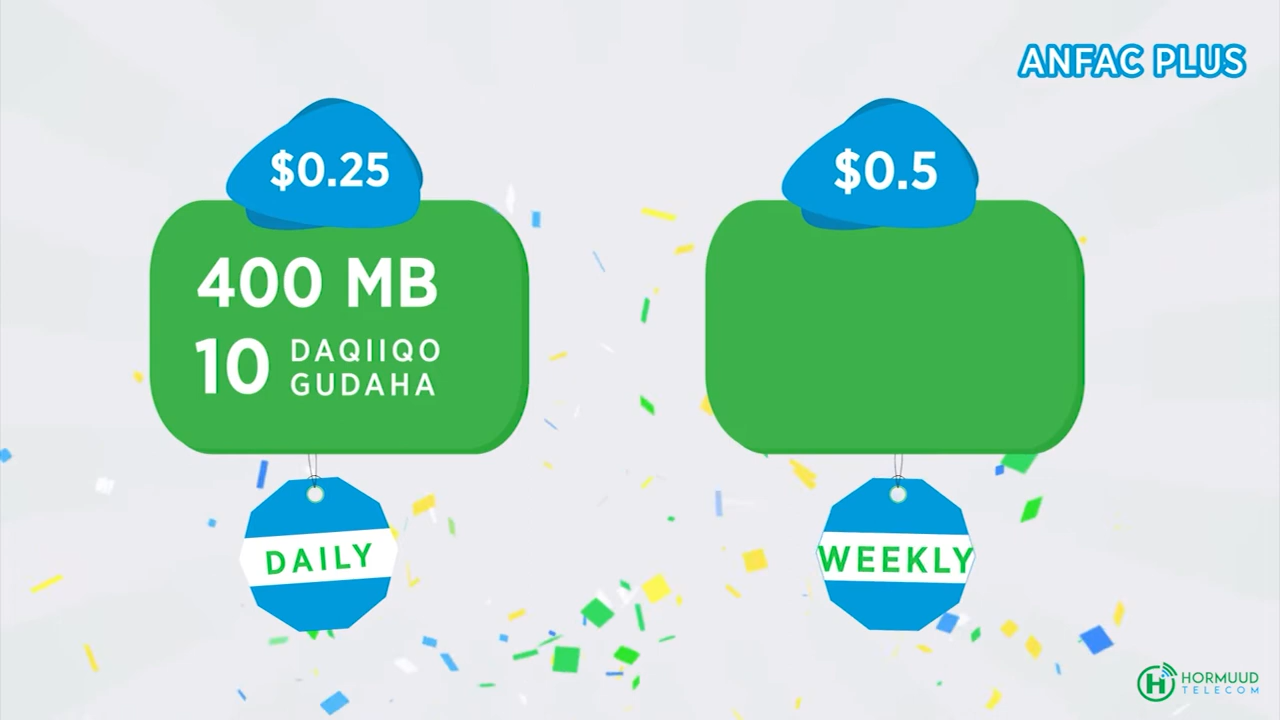 ANFAC PLUS
$0.25
400 MB
10 DAQIIQO
GUDAHA
DAILY
$0.5
WEEKLY
HORMUUD
TELECOM